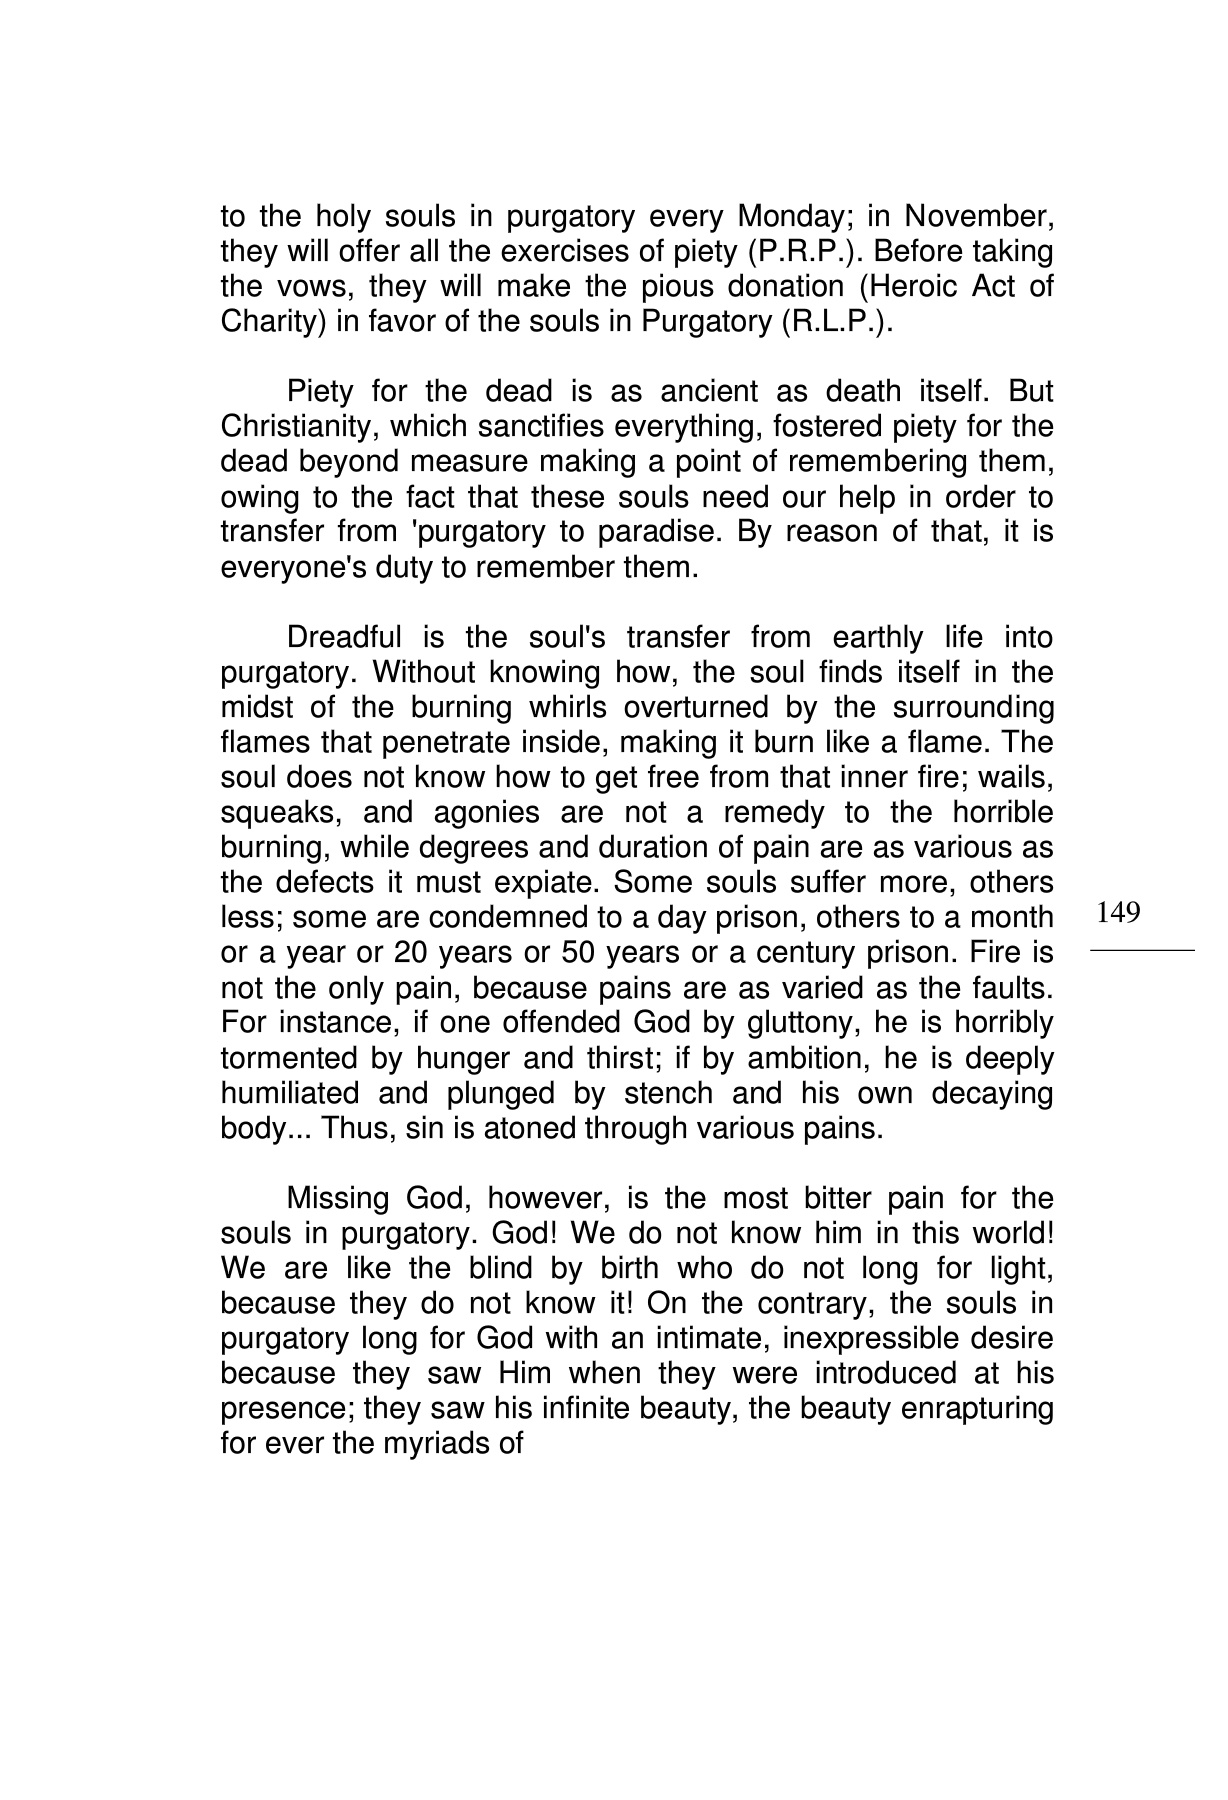 to the holy souls in purgatory every Monday; in November,
they will offer all the exercises of piety (P.R.P.). Before taking
the vows, they will make the pious donation (Heroic Act of
Charity) in favor of the souls in Purgatory (R.L.P.).
Piety for the dead is as ancient as death itself. But
Christianity, which sanctifies everything, fostered piety for the
dead beyond measure making a point of remembering them,
owing to the fact that these souls need our help in order to
transfer from 'purgatory to paradise. By reason of that, it is
everyone's duty to remember them.
Dreadful is the soul's transfer from earthly life into
purgatory. Without knowing how, the soul finds itself in the
midst of the burning whirls overturned by the surrounding
flames that penetrate inside, making it burn like a flame. The
soul does not know how to get free from that inner fire; wails,
squeaks, and agonies are not a remedy to the horrible
burning, while degrees and duration of pain are as various as
the defects it must expiate. Some souls suffer more, others
less; some are condemned to a day prison, others to a month
or a year or 20 years or 50 years or a century prison. Fire is
not the only pain, because pains are as varied as the faults.
For instance, if one offended God by gluttony, he is horribly
tormented by hunger and thirst; if by ambition, he is deeply
humiliated and plunged by stench and his own decaying
body... Thus, sin is atoned through various pains.
Missing God, however, is the most bitter pain for the
souls in purgatory. God! We do not know him in this world!
We are like the blind by birth who do not long for light,
because they do not know it! On the contrary, the souls in
purgatory long for God with an intimate, inexpressible desire
because they saw Him when they were introduced at his
presence; they saw his infinite beauty, the beauty enrapturing
for ever the myriads of
149